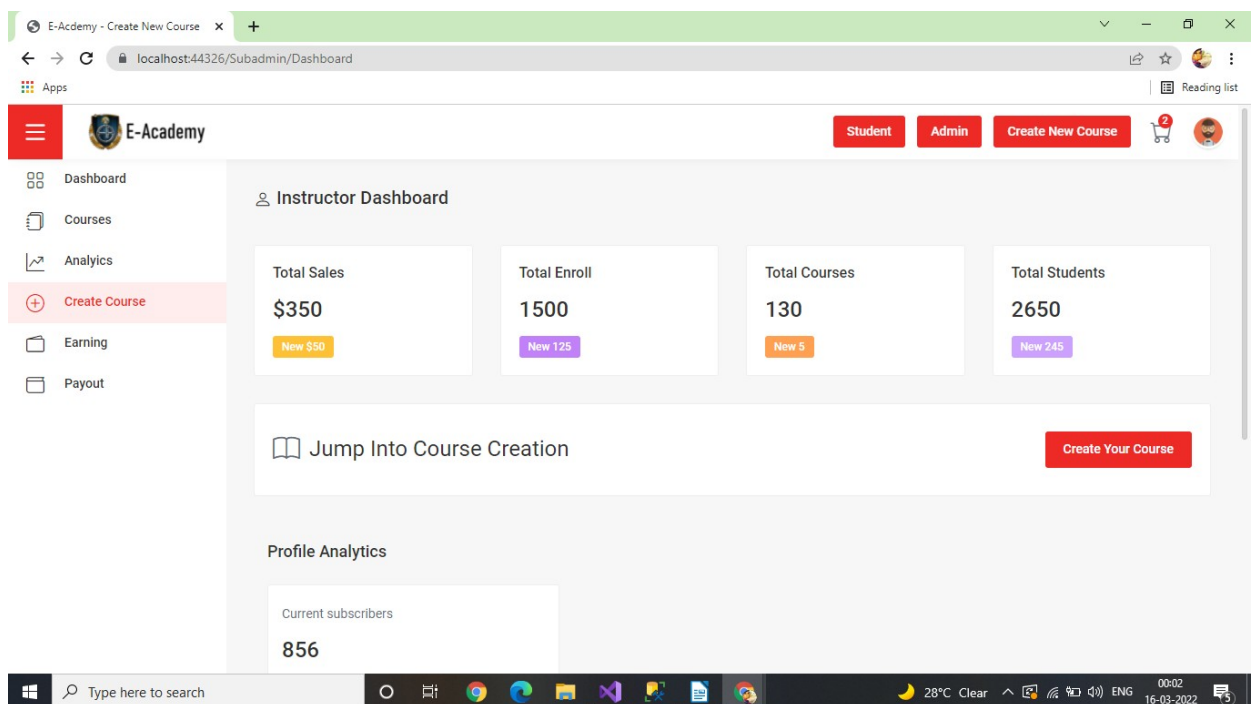 E-Acdemy - Create New Course
localhost:44326/Subadmin/Dashboard
Apps
Reading list
E-Academy
Student
Admin
Create New Course
2
Dashboard
Courses
Analyics
Create Course
Earning
Payout
Instructor Dashboard
Total Sales
$350
New $50
Total Enroll
1500
New 125
Total Courses
130
New 5
Total Students
2650
New 245
Jump Into Course Creation
Create Your Course
Profile Analytics
Current subscribers
856
Type here to search
28°C Clear
ENG
00:02
16-03-2022
5